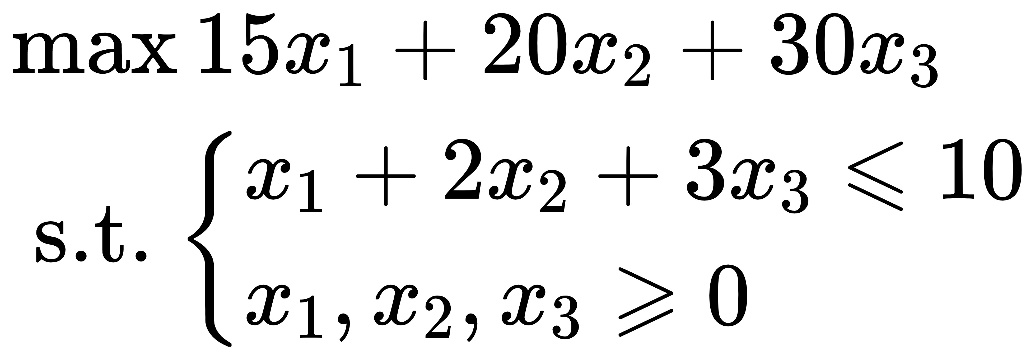 max 15x₁ + 20x₂ + 30x₃
s.t. { x₁ + 2x₂ + 3x₃ ⩽ 10
x₁, x₂, x₃ ⩾ 0